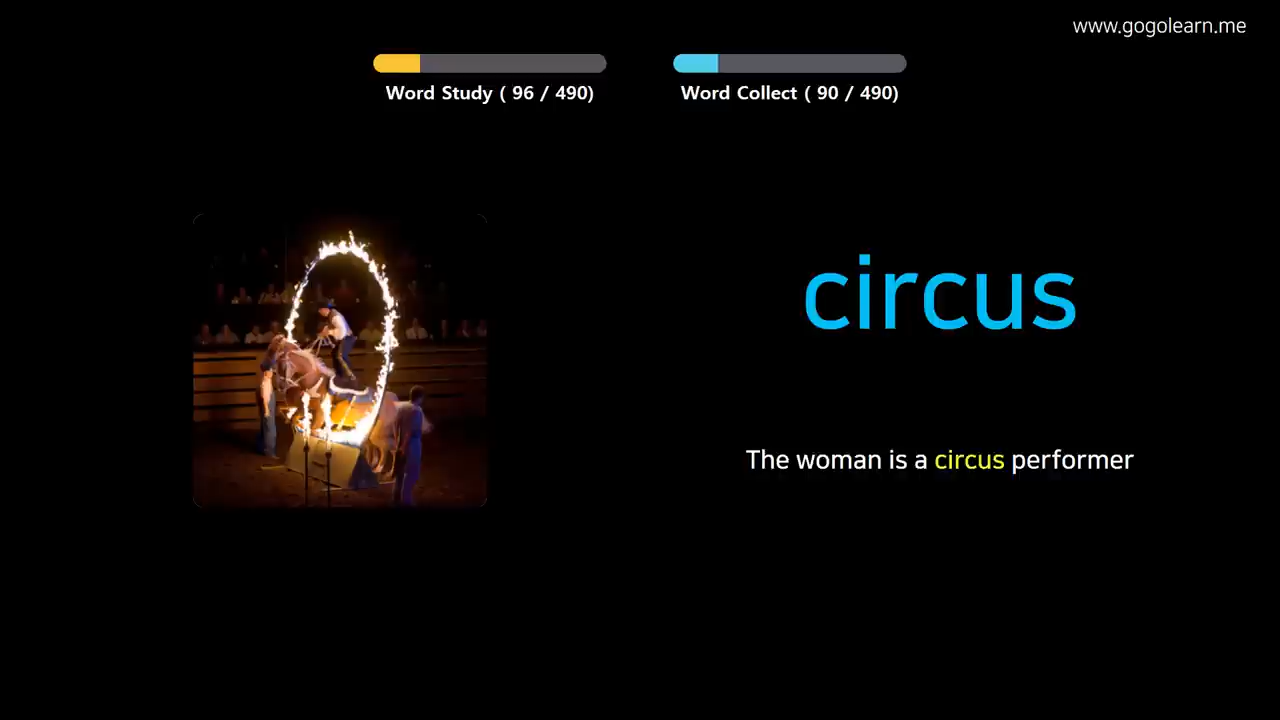 www.gogolearn.me
Word Study ( 96 / 490)
Word Collect ( 90 / 490)
circus
The woman is a circus performer